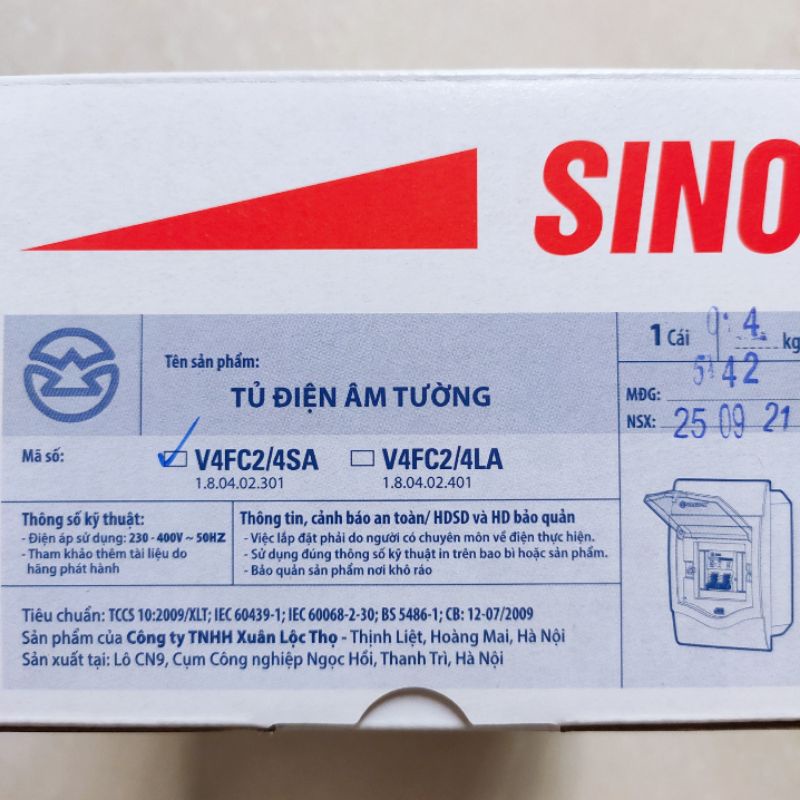 SINO
Tên sản phẩm:
TỦ ĐIỆN ÂM TƯỜNG
1 Cái 0.4 kg
MĐG: 5142
NSX: 25 09 21
Mã số:
V4FC2/4SA V4FC2/4LA
1.8.04.02.301 1.8.04.02.401
Thông số kỹ thuật:
- Điện áp sử dụng: 230 - 400V ~ 50HZ
- Tham khảo thêm tài liệu do
hãng phát hành
Thông tin, cảnh báo an toàn/ HDSD và HD bảo quản
- Việc lắp đặt phải do người có chuyên môn về điện thực hiện.
- Sử dụng đúng thông số kỹ thuật in trên bao bì hoặc sản phẩm.
- Bảo quản sản phẩm nơi khô ráo
Tiêu chuẩn: TCCS 10:2009/XLT; IEC 60439-1; IEC 60068-2-30; BS 5486-1; CB: 12-07/2009
Sản phẩm của Công ty TNHH Xuân Lộc Thọ - Thịnh Liệt, Hoàng Mai, Hà Nội
Sản xuất tại: Lô CN9, Cụm Công nghiệp Ngọc Hồi, Thanh Trì, Hà Nội